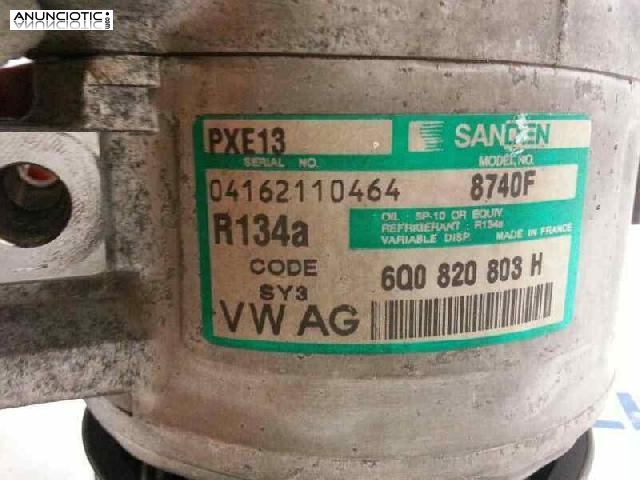 ANUNCIOTIC.com
PXE13
SANDEN
SERIAL NO.
MODEL NO.
04162110464
8740F
R134a
OIL : SP-10 OR EQUIV.
REFRIGERANT : R134a
VARIABLE DISP. MADE IN FRANCE
CODE
SY3
6Q0 820 803 H
VW AG